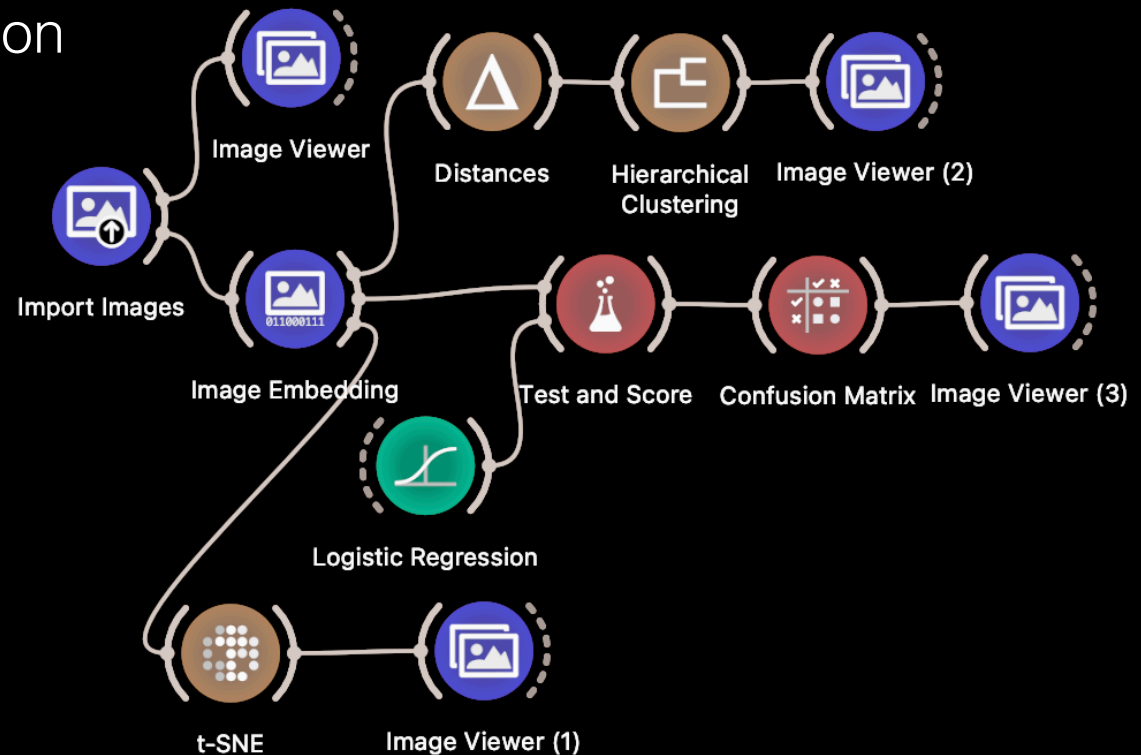 on
Image Viewer
Distances
Hierarchical
Clustering
Image Viewer (2)
Import Images
011000111
Image Embedding
Test and Score
Confusion Matrix
Image Viewer (3)
Logistic Regression
t-SNE
Image Viewer (1)